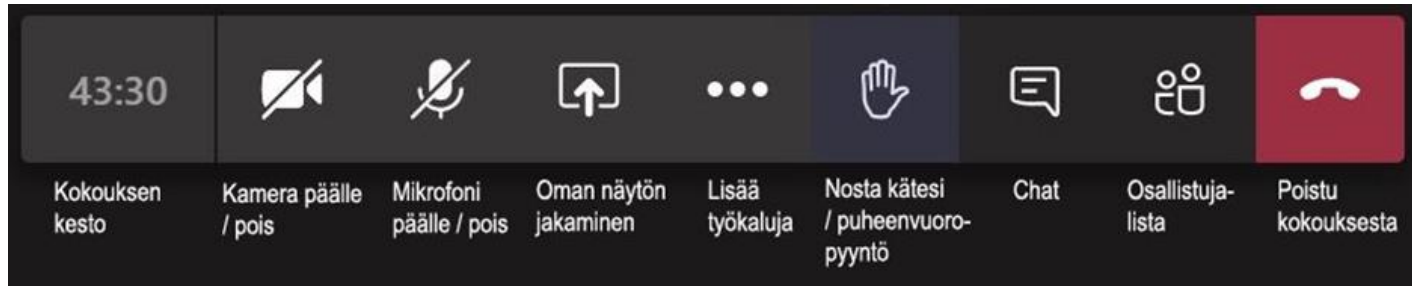 43:30
Kokouksen
kesto
Kamera päälle
/ pois
Mikrofoni
päälle / pois
Oman näytön
jakaminen
Lisää
työkaluja
Nosta kätesi
/ puheenvuoro-
pyyntö
Chat
Osallistuja-
lista
Poistu
kokouksesta